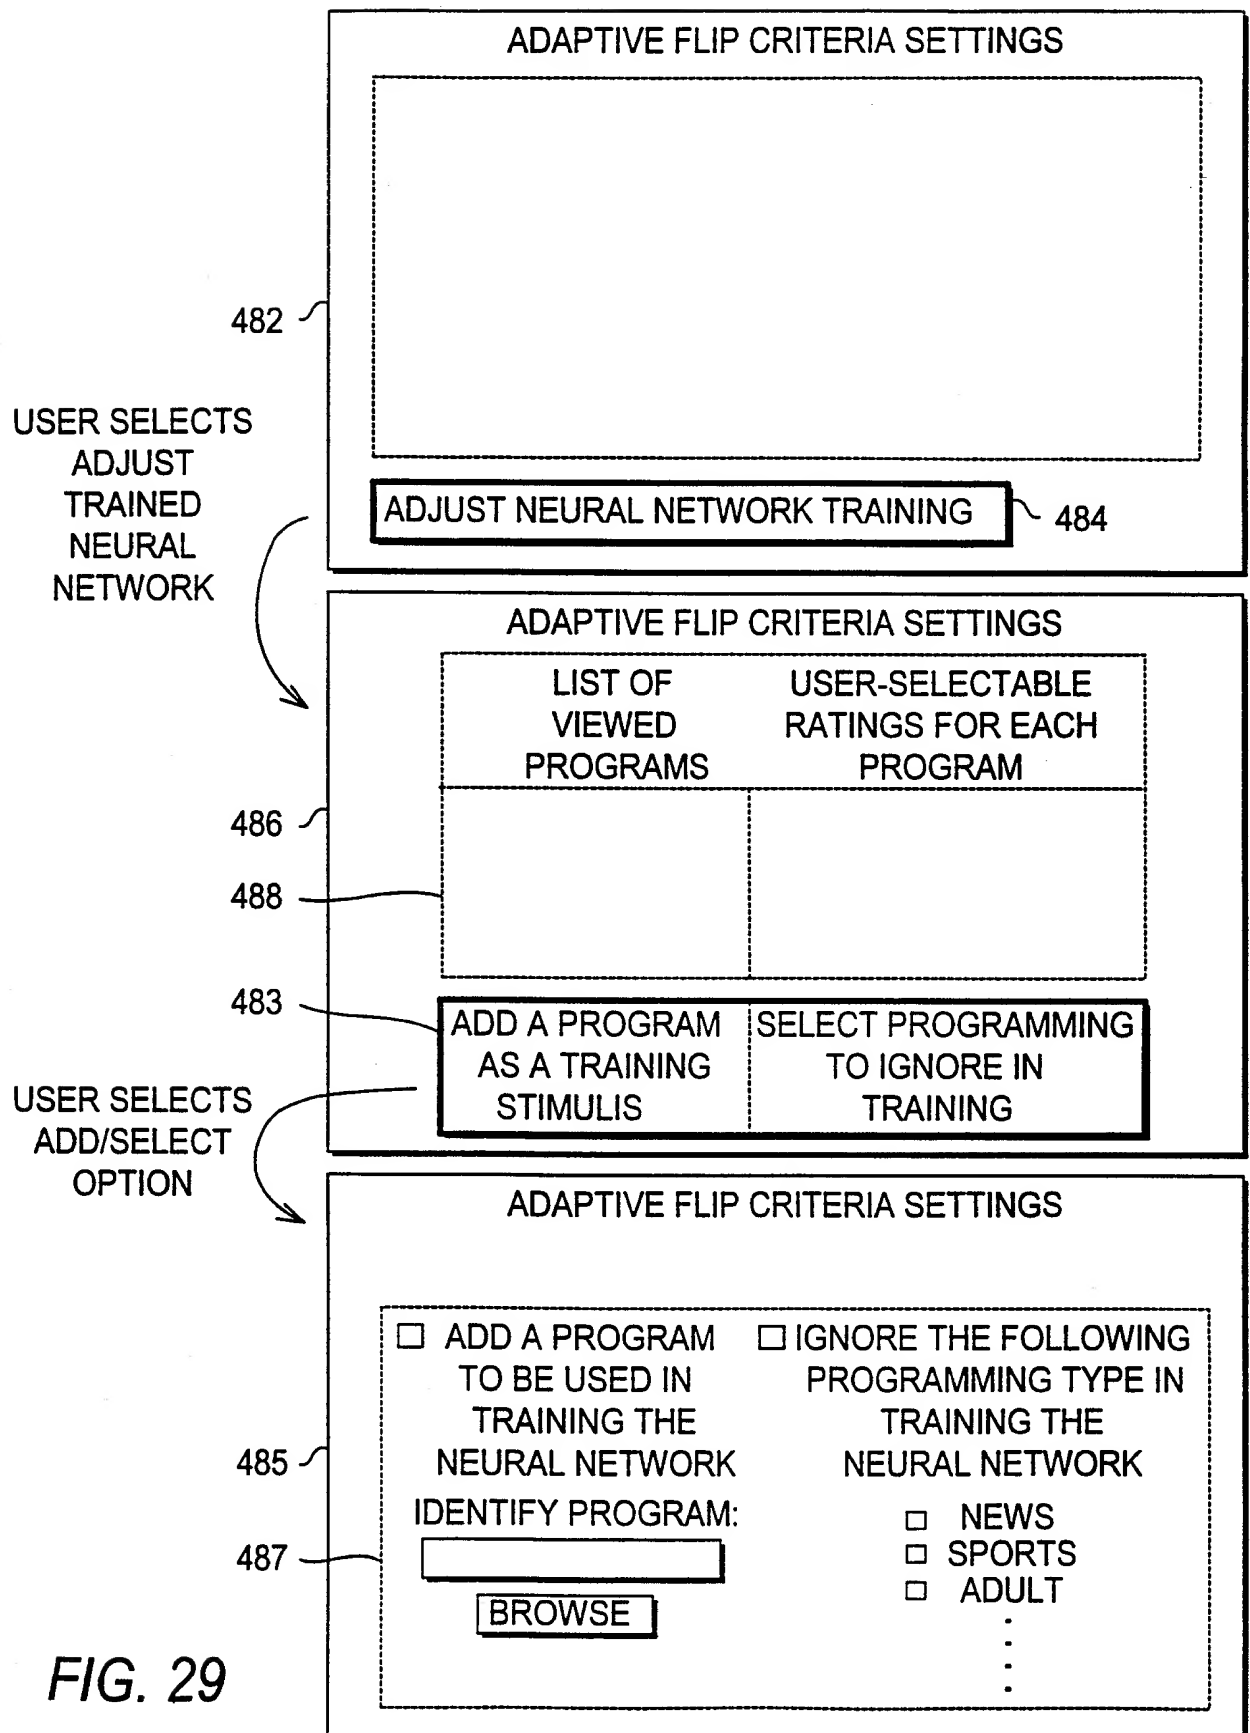 ADAPTIVE FLIP CRITERIA SETTINGS
482
USER SELECTS
ADJUST
TRAINED
NEURAL
NETWORK
ADJUST NEURAL NETWORK TRAINING
484
ADAPTIVE FLIP CRITERIA SETTINGS
LIST OF
VIEWED
PROGRAMS
USER-SELECTABLE
RATINGS FOR EACH
PROGRAM
486
488
483
ADD A PROGRAM
AS A TRAINING
STIMULIS
SELECT PROGRAMMING
TO IGNORE IN
TRAINING
USER SELECTS
ADD/SELECT
OPTION
ADAPTIVE FLIP CRITERIA SETTINGS
ADD A PROGRAM
TO BE USED IN
TRAINING THE
NEURAL NETWORK
IDENTIFY PROGRAM:
BROWSE
IGNORE THE FOLLOWING
PROGRAMMING TYPE IN
TRAINING THE
NEURAL NETWORK
NEWS
SPORTS
ADULT
485
487
FIG. 29